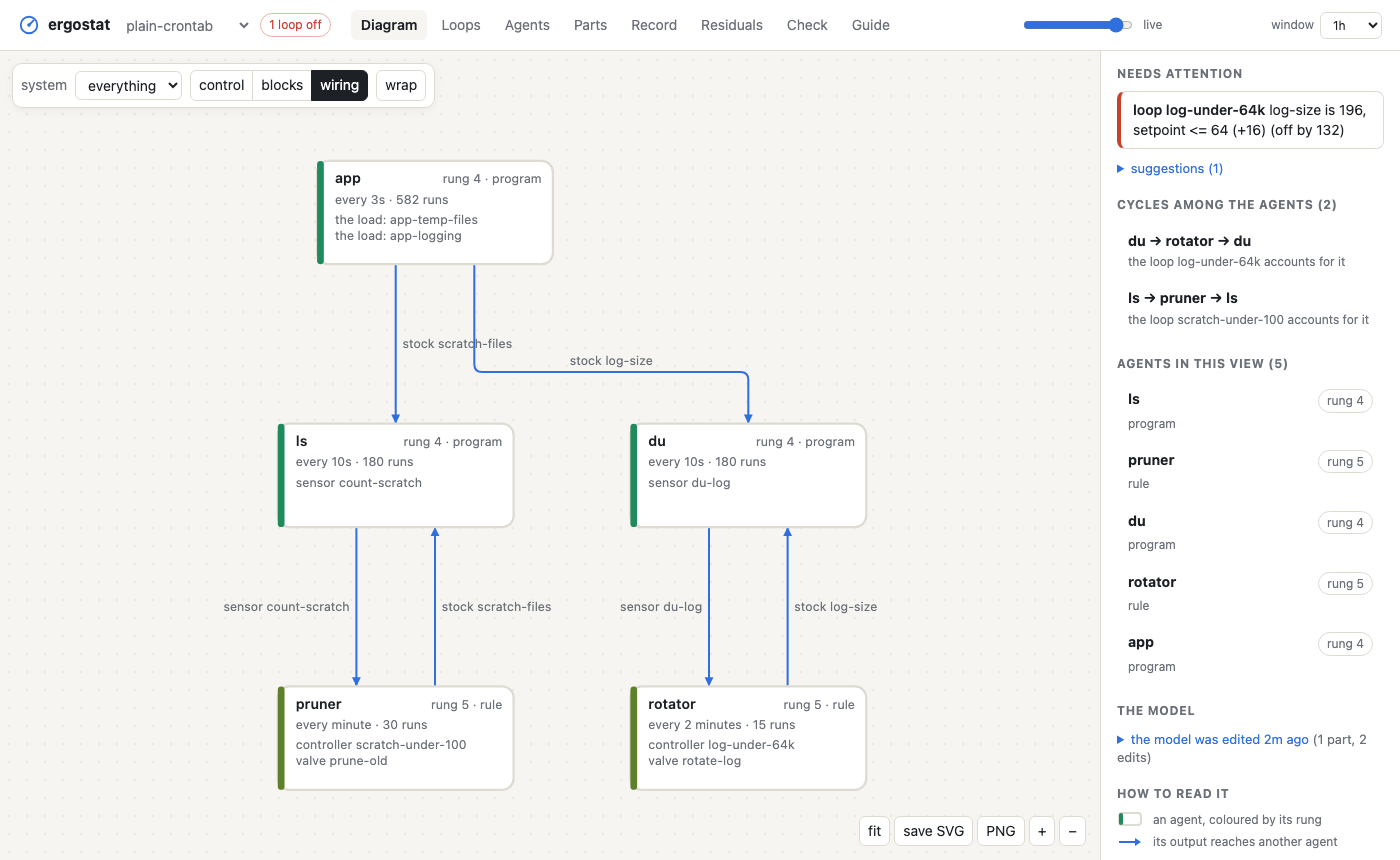 ergostat
plain-crontab
1 loop off
Diagram
Loops
Agents
Parts
Record
Residuals
Check
Guide
live
window
1h
system
everything
control
blocks
wiring
wrap
app
rung 4 · program
every 3s · 582 runs
the load: app-temp-files
the load: app-logging
stock scratch-files
stock log-size
ls
rung 4 · program
every 10s · 180 runs
sensor count-scratch
du
rung 4 · program
every 10s · 180 runs
sensor du-log
sensor count-scratch
stock scratch-files
sensor du-log
stock log-size
pruner
rung 5 · rule
every minute · 30 runs
controller scratch-under-100
valve prune-old
rotator
rung 5 · rule
every 2 minutes · 15 runs
controller log-under-64k
valve rotate-log
fit
save SVG
PNG
+
−
NEEDS ATTENTION
loop log-under-64k log-size is 196,
setpoint <= 64 (+16) (off by 132)
suggestions (1)
CYCLES AMONG THE AGENTS (2)
du → rotator → du
the loop log-under-64k accounts for it
ls → pruner → ls
the loop scratch-under-100 accounts for it
AGENTS IN THIS VIEW (5)
ls
rung 4
program
pruner
rung 5
rule
du
rung 4
program
rotator
rung 5
rule
app
rung 4
program
THE MODEL
the model was edited 2m ago (1 part, 2
edits)
HOW TO READ IT
an agent, coloured by its rung
its output reaches another agent